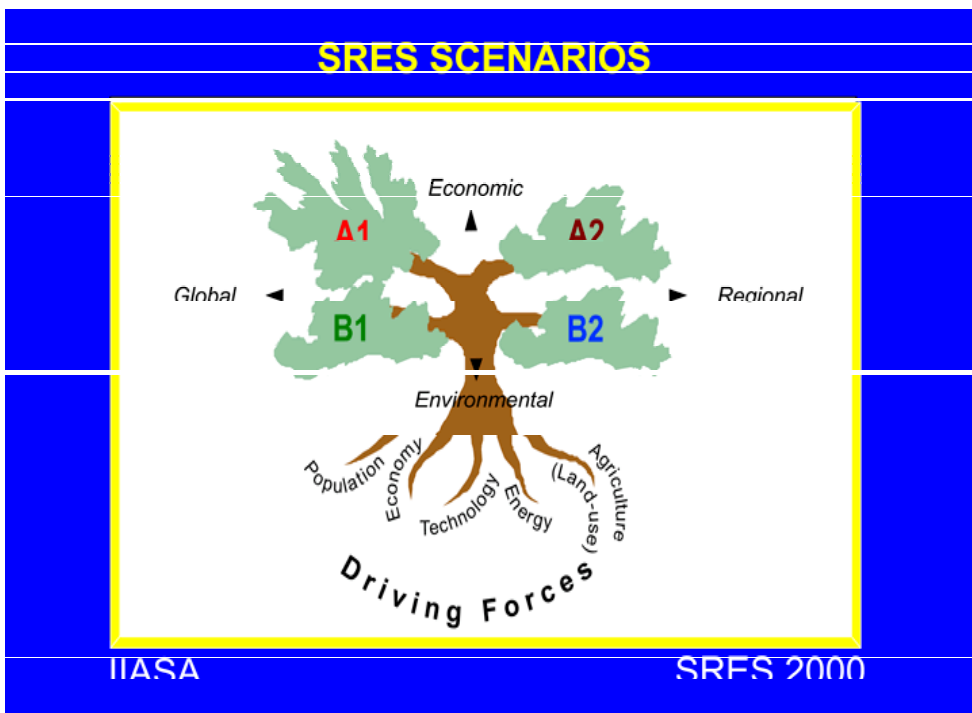 SRES SCENARIOS
Economic
A1 A2
Global Regional
B1 B2
Environmental
Population
Economy
Technology
Energy
(Land-use)
Agriculture
Driving Forces
IIASA SRES 2000